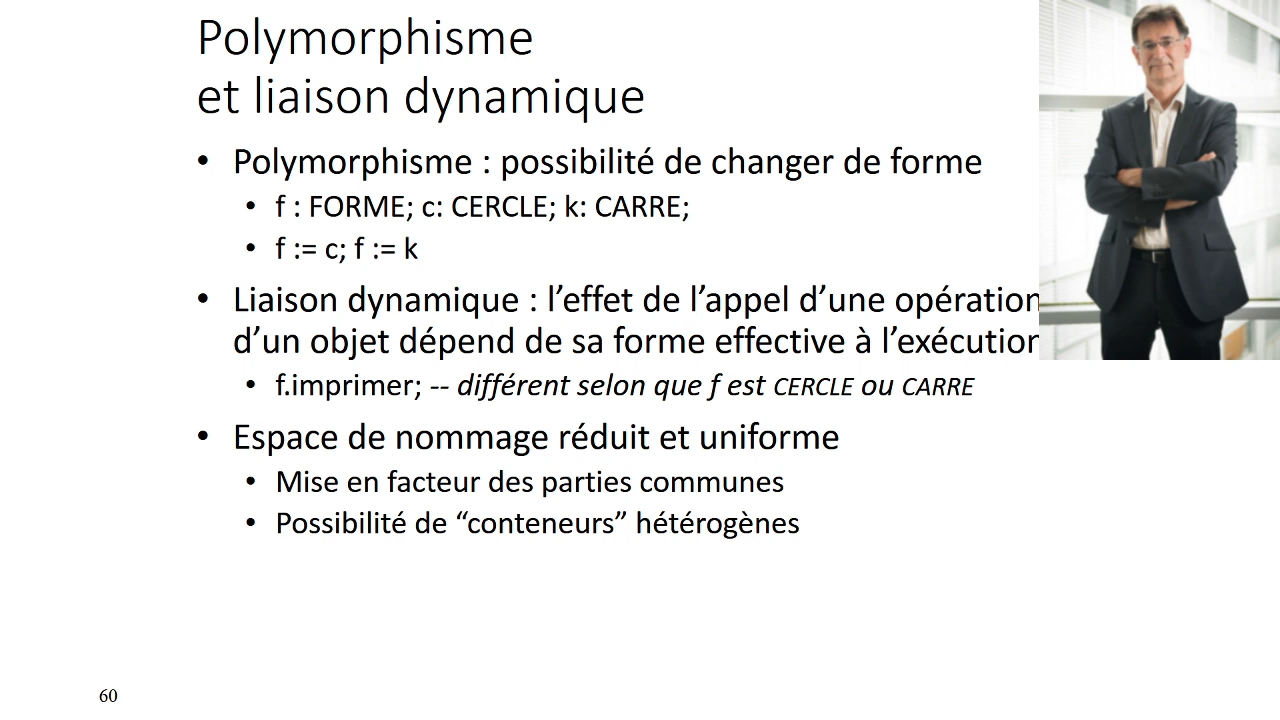 Polymorphisme
et liaison dynamique
• Polymorphisme : possibilité de changer de forme
• f : FORME; c: CERCLE; k: CARRE;
• f := c; f := k
• Liaison dynamique : l’effet de l’appel d’une opération
d’un objet dépend de sa forme effective à l’exécution
• f.imprimer; -- différent selon que f est CERCLE ou CARRE
• Espace de nommage réduit et uniforme
• Mise en facteur des parties communes
• Possibilité de “conteneurs” hétérogènes
60